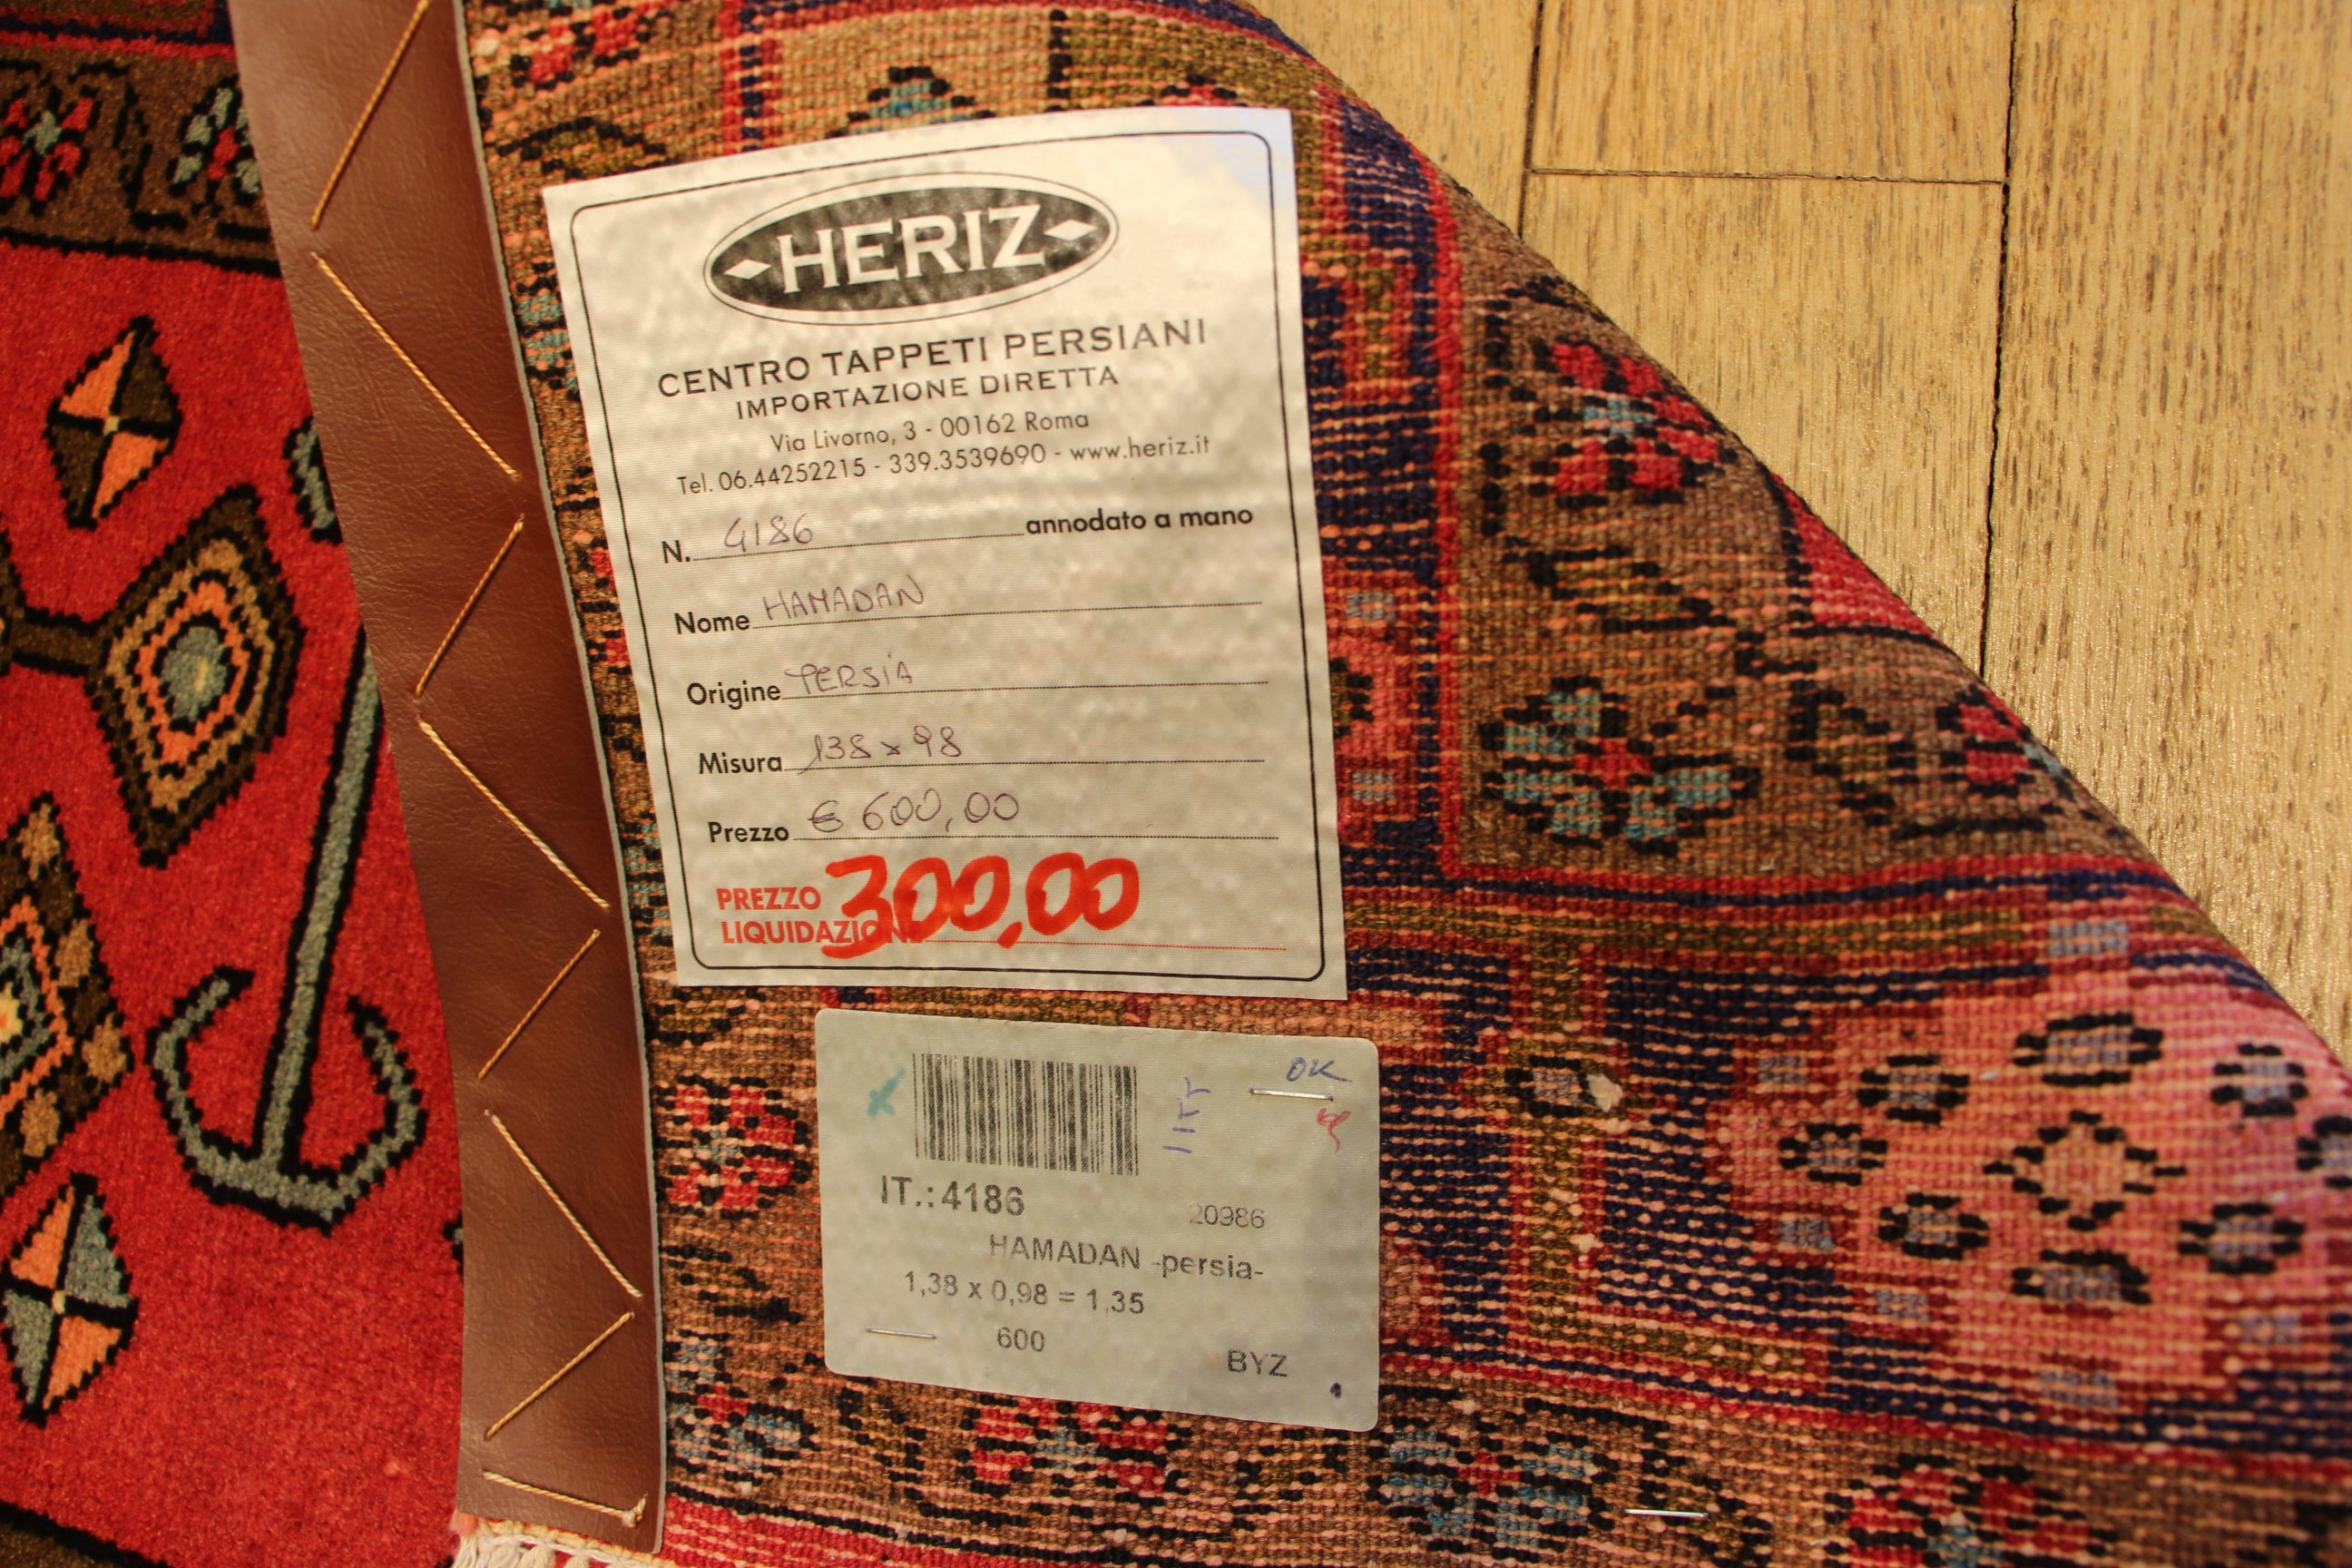 HERIZ
CENTRO TAPPETI PERSIANI
IMPORTAZIONE DIRETTA
Via Livorno, 3 - 00162 Roma
Tel. 06.44252215 - 339.3539690 - www.heriz.it
N. 4186 annodato a mano
Nome HAMADAN
Origine PERSIA
Misura 138 x 98
Prezzo € 600,00
PREZZO LIQUIDAZIONE 300,00
OK
IT.:4186
20986
HAMADAN -persia-
1,38 x 0,98 = 1,35
600
BYZ